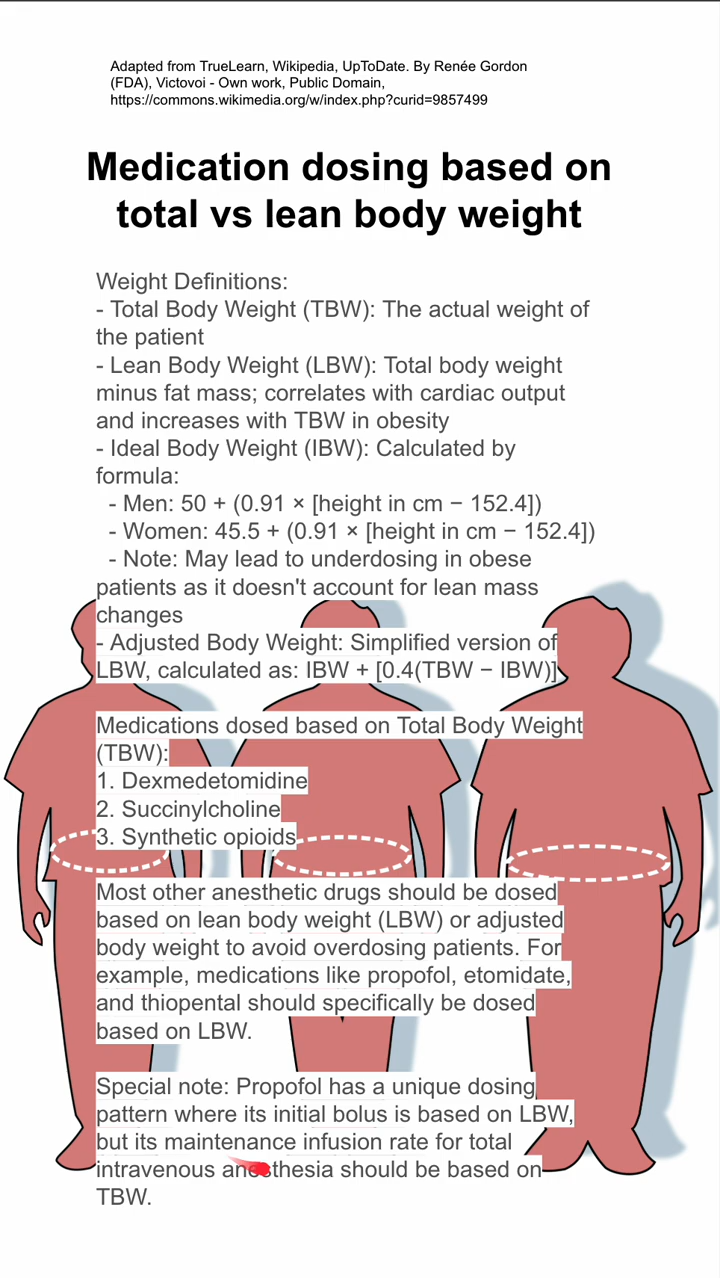 Adapted from TrueLearn, Wikipedia, UpToDate. By Renée Gordon
(FDA), Victovoi - Own work, Public Domain,
https://commons.wikimedia.org/w/index.php?curid=9857499
Medication dosing based on
total vs lean body weight
Weight Definitions:
- Total Body Weight (TBW): The actual weight of
the patient
- Lean Body Weight (LBW): Total body weight
minus fat mass; correlates with cardiac output
and increases with TBW in obesity
- Ideal Body Weight (IBW): Calculated by
formula:
- Men: 50 + (0.91 × [height in cm − 152.4])
- Women: 45.5 + (0.91 × [height in cm − 152.4])
- Note: May lead to underdosing in obese
patients as it doesn't account for lean mass
changes
- Adjusted Body Weight: Simplified version of
LBW, calculated as: IBW + [0.4(TBW − IBW)]
Medications dosed based on Total Body Weight
(TBW):
1. Dexmedetomidine
2. Succinylcholine
3. Synthetic opioids
Most other anesthetic drugs should be dosed
based on lean body weight (LBW) or adjusted
body weight to avoid overdosing patients. For
example, medications like propofol, etomidate,
and thiopental should specifically be dosed
based on LBW.
Special note: Propofol has a unique dosing
pattern where its initial bolus is based on LBW,
but its maintenance infusion rate for total
intravenous anesthesia should be based on
TBW.